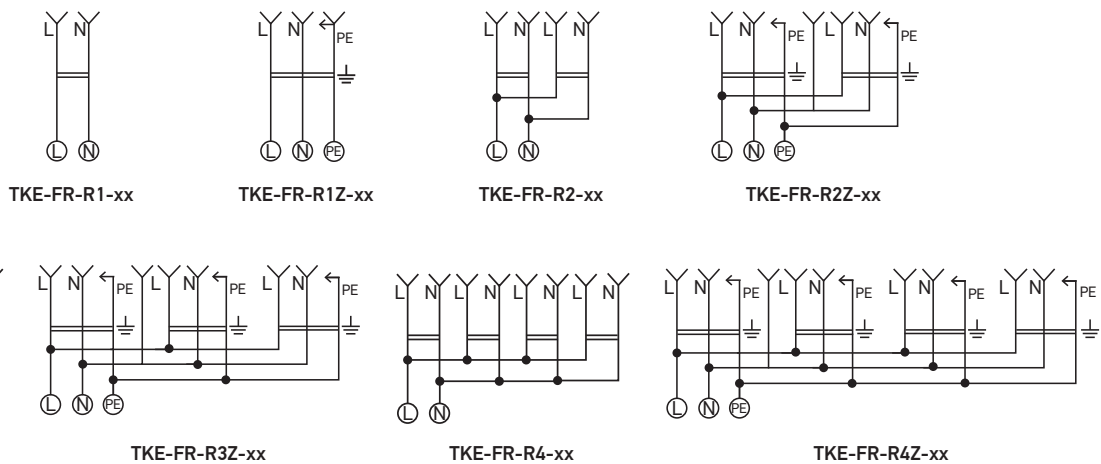 L N L N PE L N L N L N PE L N PE
L N L N PE L N L N PE
TKE-FR-R1-xx TKE-FR-R1Z-xx TKE-FR-R2-xx TKE-FR-R2Z-xx
L N PE L N PE L N PE L N L N L N L N L N PE L N PE L N PE L N PE
L N PE L N L N PE
TKE-FR-R3Z-xx TKE-FR-R4-xx TKE-FR-R4Z-xx